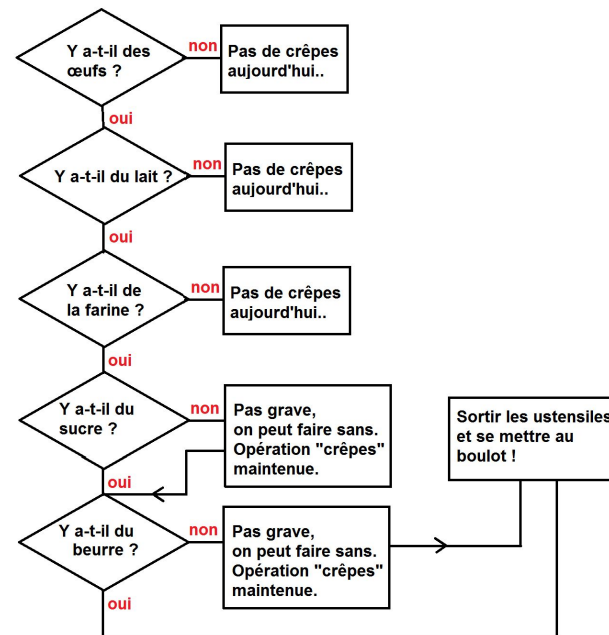 Y a-t-il des
œufs ?
non
Pas de crêpes
aujourd'hui..
oui
Y a-t-il du lait ?
non
Pas de crêpes
aujourd'hui..
oui
Y a-t-il de
la farine ?
non
Pas de crêpes
aujourd'hui..
oui
Y a-t-il du
sucre ?
non
Pas grave,
on peut faire sans.
Opération "crêpes"
maintenue.
oui
Y a-t-il du
beurre ?
non
Pas grave,
on peut faire sans.
Opération "crêpes"
maintenue.
oui
Sortir les ustensiles
et se mettre au
boulot !